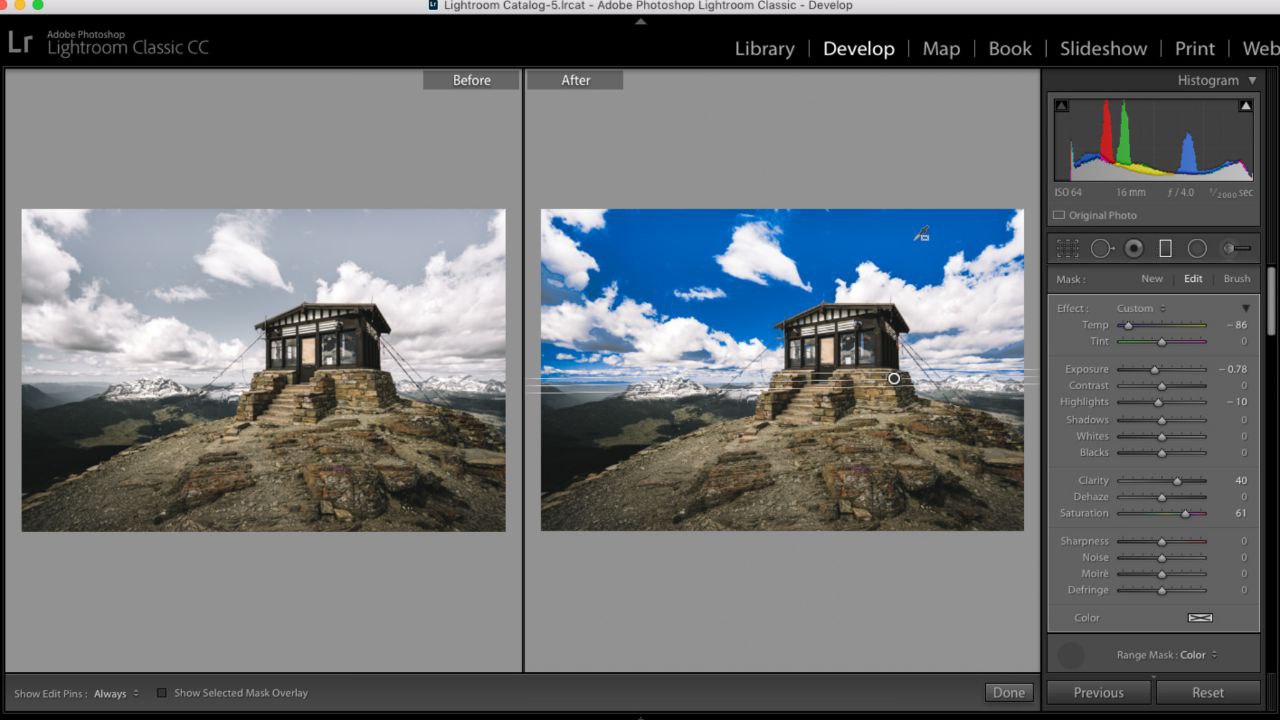 Lightroom Catalog-5.lrcat - Adobe Photoshop Lightroom Classic - Develop
Lr
Adobe Photoshop
Lightroom Classic CC
Library | Develop | Map | Book | Slideshow | Print | Web
Before
After
Histogram
ISO 64 16 mm ƒ / 4.0 1/2000 sec
Original Photo
Mask : New | Edit | Brush
Effect : Custom
Temp − 86
Tint 0
Exposure − 0.78
Contrast 0
Highlights − 10
Shadows 0
Whites 0
Blacks 0
Clarity 40
Dehaze 0
Saturation 61
Sharpness 0
Noise 0
Moiré 0
Defringe 0
Color
Range Mask : Color
Show Edit Pins : Always Show Selected Mask Overlay Done
Previous Reset